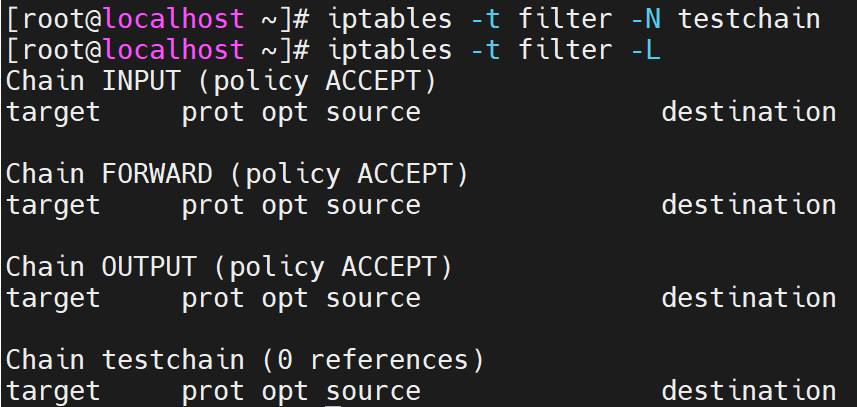 [root@localhost ~]# iptables -t filter -N testchain
[root@localhost ~]# iptables -t filter -L
Chain INPUT (policy ACCEPT)
target     prot opt source               destination

Chain FORWARD (policy ACCEPT)
target     prot opt source               destination

Chain OUTPUT (policy ACCEPT)
target     prot opt source               destination

Chain testchain (0 references)
target     prot opt source               destination